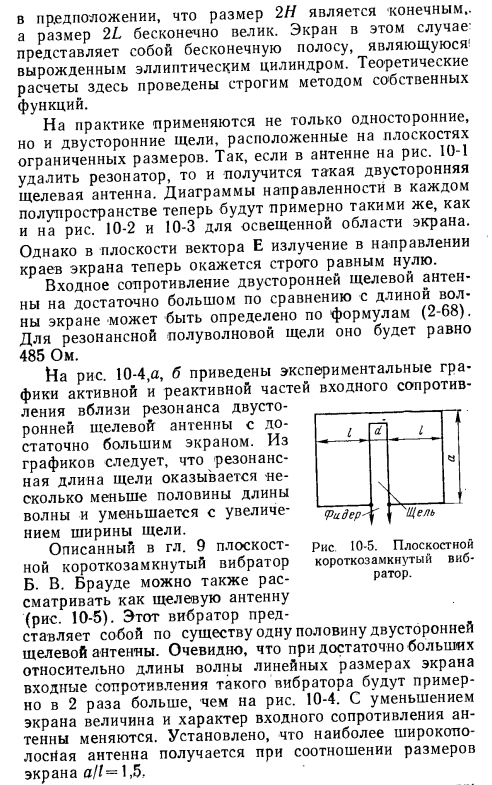 в предположении, что размер 2H является конечным,
а размер 2L бесконечно велик. Экран в этом случае
представляет собой бесконечную полосу, являющуюся
вырожденным эллиптическим цилиндром. Теоретические
расчеты здесь проведены строгим методом собственных
функций.
На практике применяются не только односторонние,
но и двусторонние щели, расположенные на плоскостях
ограниченных размеров. Так, если в антенне на рис. 10-1
удалить резонатор, то и получится такая двусторонняя
щелевая антенна. Диаграммы направленности в каждом
полупространстве теперь будут примерно такими же, как
и на рис. 10-2 и 10-3 для освещенной области экрана.
Однако в плоскости вектора E излучение в направлении
краев экрана теперь окажется строго равным нулю.
Входное сопротивление двусторонней щелевой антен-
ны на достаточно большом по сравнению с длиной вол-
ны экране может быть определено по формулам (2-68).
Для резонансной полуволновой щели оно будет равно
485 Ом.
На рис. 10-4,а, б приведены экспериментальные гра-
фики активной и реактивной частей входного сопротив-
ления вблизи резонанса двусто-
ронней щелевой антенны с до-
статочно большим экраном. Из
графиков следует, что резонанс-
ная длина щели оказывается не-
сколько меньше половины длины
волны и уменьшается с увеличе-
нием ширины щели.
Описанный в гл. 9 плоскост-
ной короткозамкнутый вибратор
Б. В. Брауде можно также рас-
сматривать как щелевую антенну
(рис. 10-5). Этот вибратор пред-
l d l
a
Фидер Щель
Рис. 10-5. Плоскостной
короткозамкнутый виб-
ратор.
ставляет собой по существу одну половину двусторонней
щелевой антенны. Очевидно, что при достаточно больших
относительно длины волны линейных размерах экрана
входные сопротивления такого вибратора будут пример-
но в 2 раза больше, чем на рис. 10-4. С уменьшением
экрана величина и характер входного сопротивления ан-
тенны меняются. Установлено, что наиболее широкопо-
лосная антенна получается при соотношении размеров
экрана a/l=1,5.